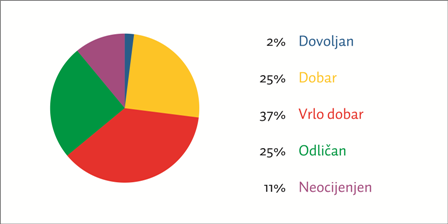 2% Dovoljan
25% Dobar
37% Vrlo dobar
25% Odličan
11% Neocijenjen